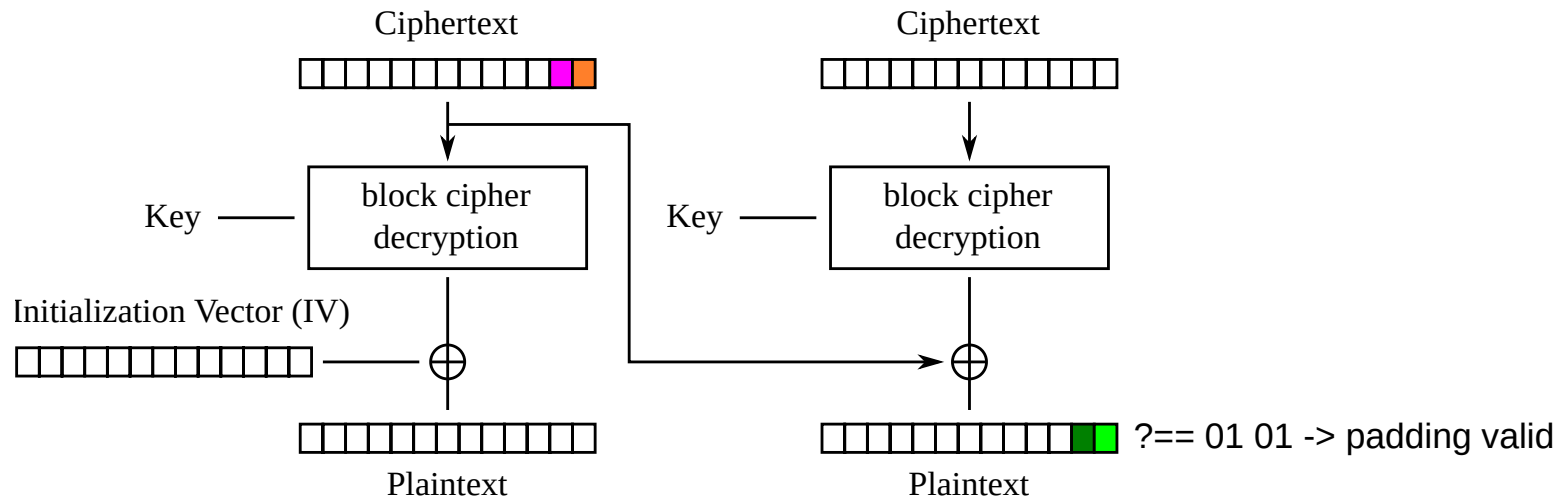 Ciphertext
Ciphertext
block cipher
decryption
Key
block cipher
decryption
Key
Initialization Vector (IV)
?== 01 01 -> padding valid
Plaintext
Plaintext